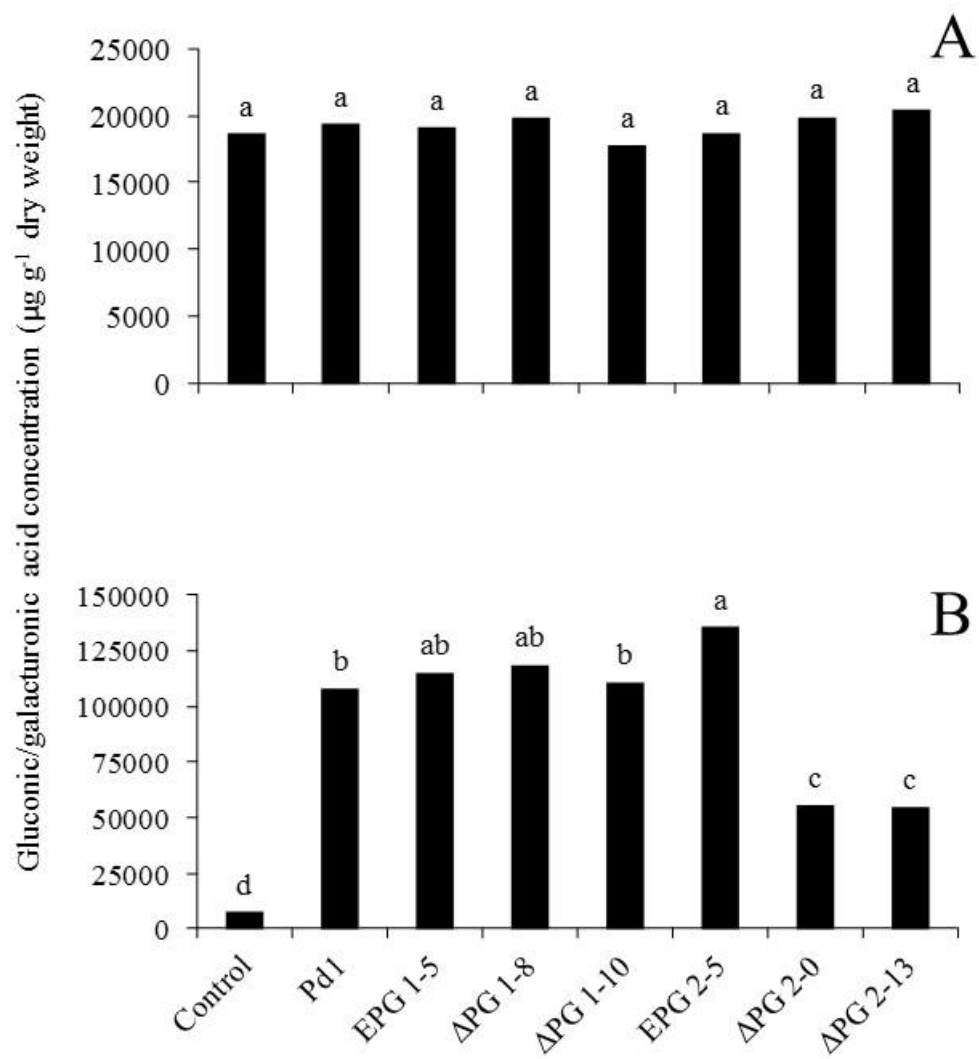 A
25000
20000
15000
10000
5000
0
a
a
a
a
a
a
a
a
Gluconic/galacturonic acid concentration (µg g⁻¹ dry weight)
B
150000
125000
100000
75000
50000
25000
0
d
b
ab
ab
b
a
c
c
Control
Pd1
EPG 1-5
ΔPG 1-8
ΔPG 1-10
EPG 2-5
ΔPG 2-0
ΔPG 2-13